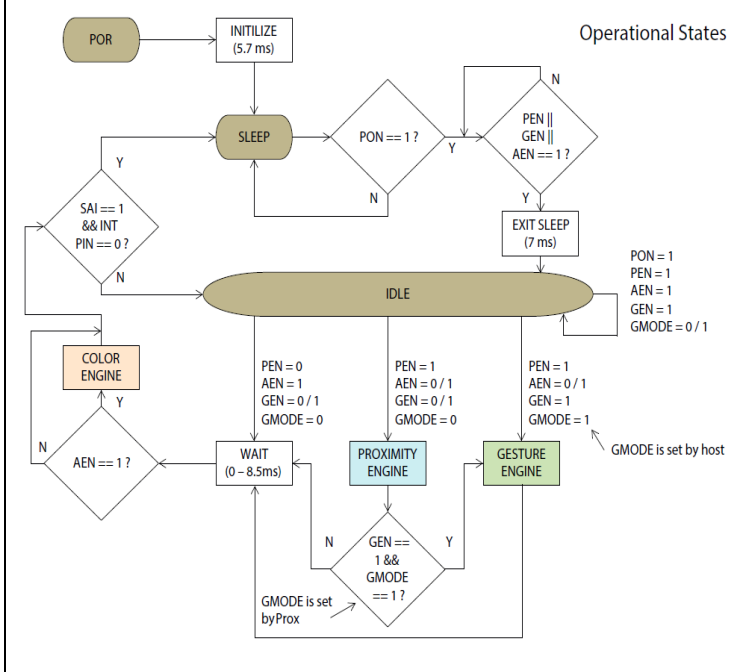 Operational States
POR
INITILIZE
(5.7 ms)
SLEEP
PON == 1 ?
Y
N
N
PEN ||
GEN ||
AEN == 1 ?
Y
EXIT SLEEP
(7 ms)
Y
SAI == 1
&& INT
PIN == 0 ?
N
IDLE
PON = 1
PEN = 1
AEN = 1
GEN = 1
GMODE = 0 / 1
PEN = 0
AEN = 1
GEN = 0 / 1
GMODE = 0
PEN = 1
AEN = 0 / 1
GEN = 0 / 1
GMODE = 0
PEN = 1
AEN = 0 / 1
GEN = 1
GMODE = 1
GMODE is set by host
COLOR
ENGINE
Y
N
AEN == 1 ?
WAIT
(0 – 8.5ms)
PROXIMITY
ENGINE
GESTURE
ENGINE
N
GEN ==
1 &&
GMODE
== 1 ?
Y
GMODE is set
byProx